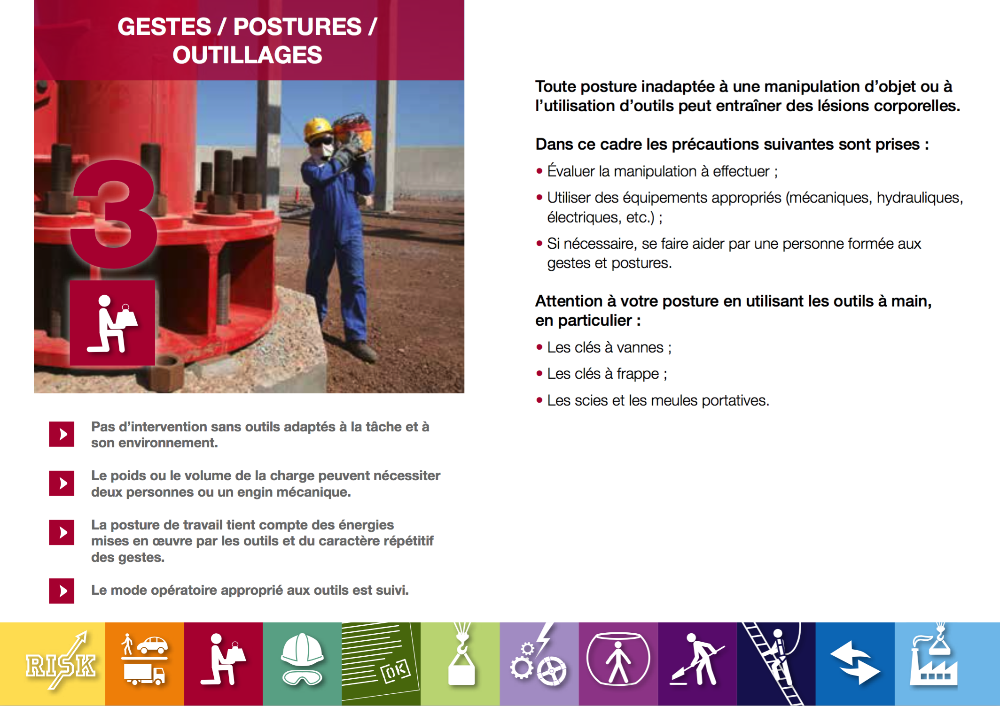 GESTES / POSTURES /
OUTILLAGES
3
Pas d’intervention sans outils adaptés à la tâche et à
son environnement.
Le poids ou le volume de la charge peuvent nécessiter
deux personnes ou un engin mécanique.
La posture de travail tient compte des énergies
mises en œuvre par les outils et du caractère répétitif
des gestes.
Le mode opératoire approprié aux outils est suivi.
Toute posture inadaptée à une manipulation d’objet ou à
l’utilisation d’outils peut entraîner des lésions corporelles.
Dans ce cadre les précautions suivantes sont prises :
• Évaluer la manipulation à effectuer ;
• Utiliser des équipements appropriés (mécaniques, hydrauliques,
électriques, etc.) ;
• Si nécessaire, se faire aider par une personne formée aux
gestes et postures.
Attention à votre posture en utilisant les outils à main,
en particulier :
• Les clés à vannes ;
• Les clés à frappe ;
• Les scies et les meules portatives.
RISK
OK